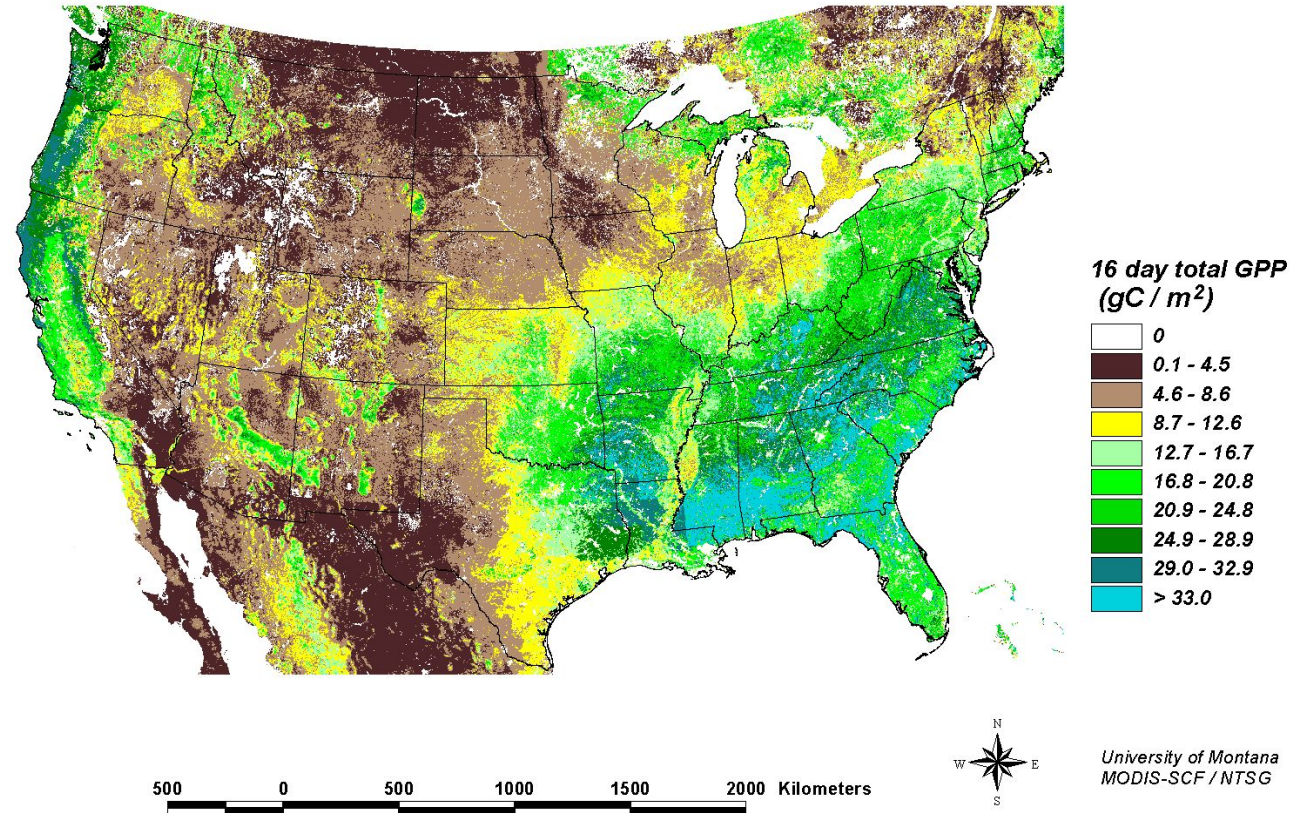 16 day total GPP
(gC / m²)
0
0.1 - 4.5
4.6 - 8.6
8.7 - 12.6
12.7 - 16.7
16.8 - 20.8
20.9 - 24.8
24.9 - 28.9
29.0 - 32.9
> 33.0
N
W E
S
University of Montana
MODIS-SCF / NTSG
500 0 500 1000 1500 2000 Kilometers